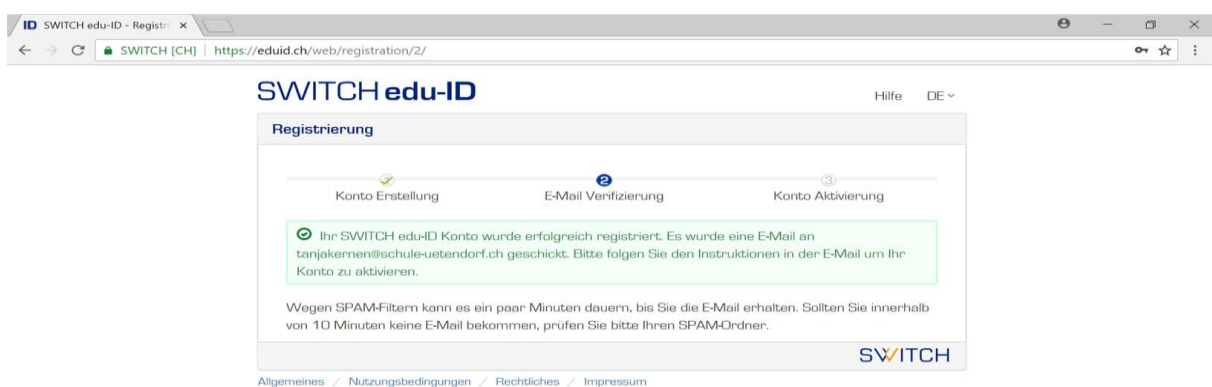 ID SWITCH edu-ID - Registri
SWITCH [CH] https://eduid.ch/web/registration/2/
SWITCH edu-ID
Hilfe DE
Registrierung
2 3
Konto Erstellung E-Mail Verifizierung Konto Aktivierung
Ihr SWITCH edu-ID Konto wurde erfolgreich registriert. Es wurde eine E-Mail an
tanjakernen@schule-uetendorf.ch geschickt. Bitte folgen Sie den Instruktionen in der E-Mail um Ihr
Konto zu aktivieren.
Wegen SPAM-Filtern kann es ein paar Minuten dauern, bis Sie die E-Mail erhalten. Sollten Sie innerhalb
von 10 Minuten keine E-Mail bekommen, prüfen Sie bitte Ihren SPAM-Ordner.
SWITCH
Allgemeines / Nutzungsbedingungen / Rechtliches / Impressum